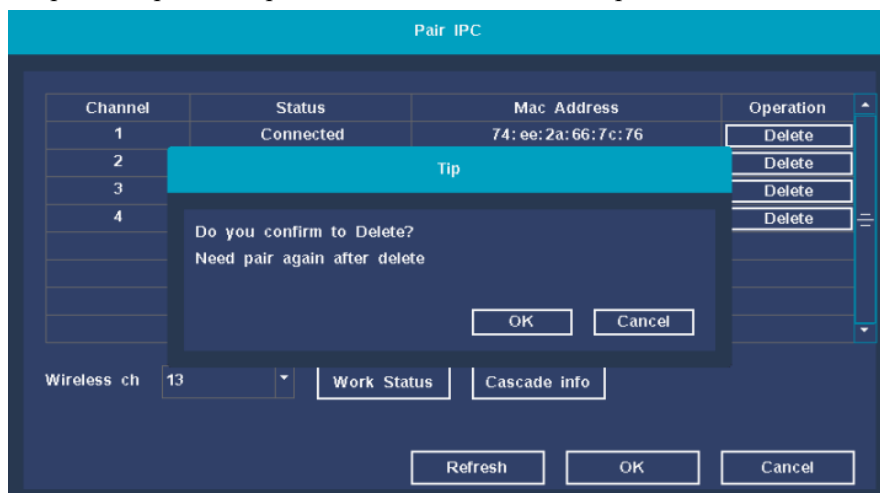 Pair IPC
Channel Status Mac Address Operation
1 Connected 74:ee:2a:66:7c:76 Delete
2 Delete
Tip
3 Delete
4 Delete
Do you confirm to Delete?
Need pair again after delete
OK Cancel
Wireless ch 13 Work Status Cascade info
Refresh OK Cancel